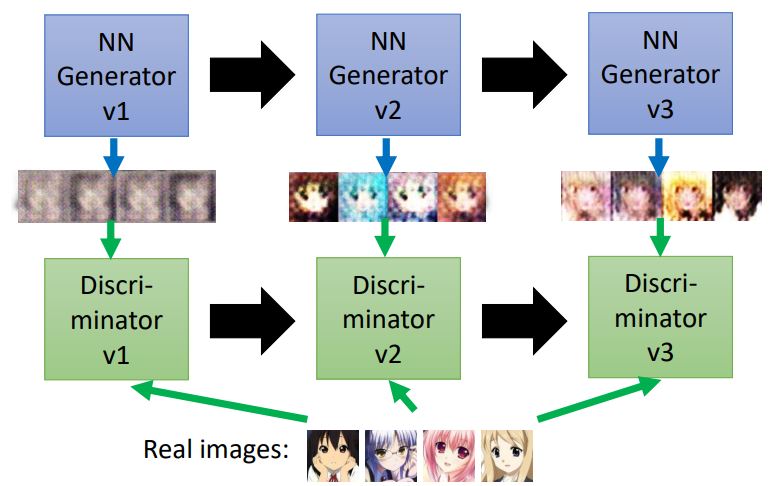 NN
Generator
v1
NN
Generator
v2
NN
Generator
v3
Discri-
minator
v1
Discri-
minator
v2
Discri-
minator
v3
Real images: